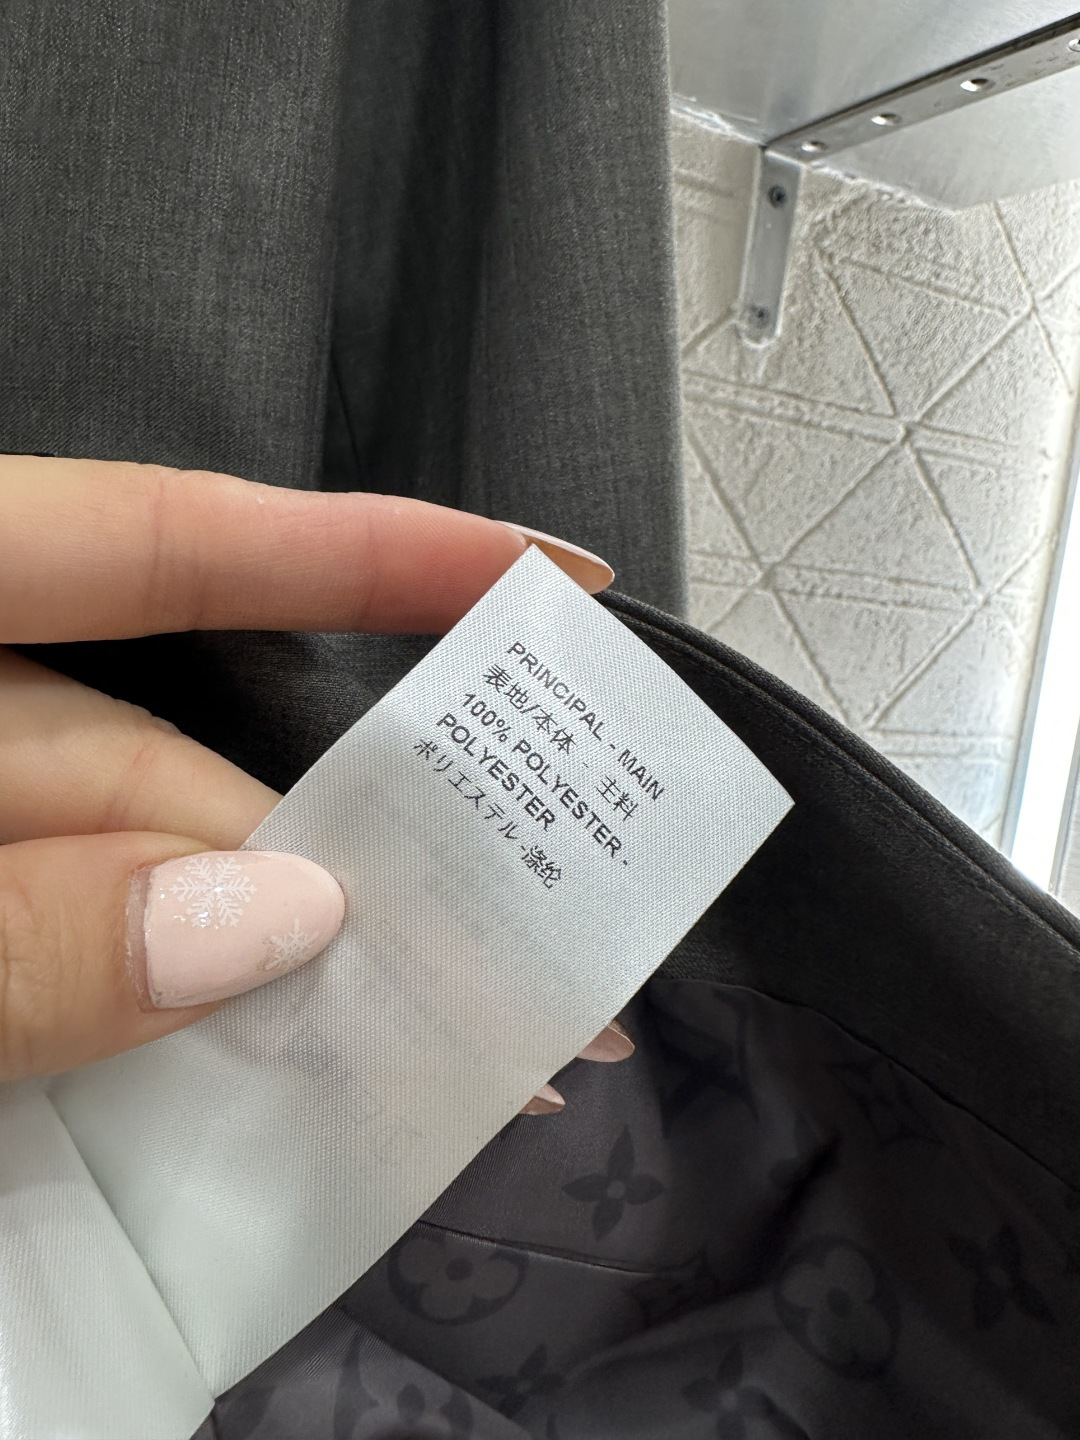 PRINCIPAL - MAIN
表地/本体 - 主料
100% POLYESTER -
POLYESTER
ポリエステル -涤纶